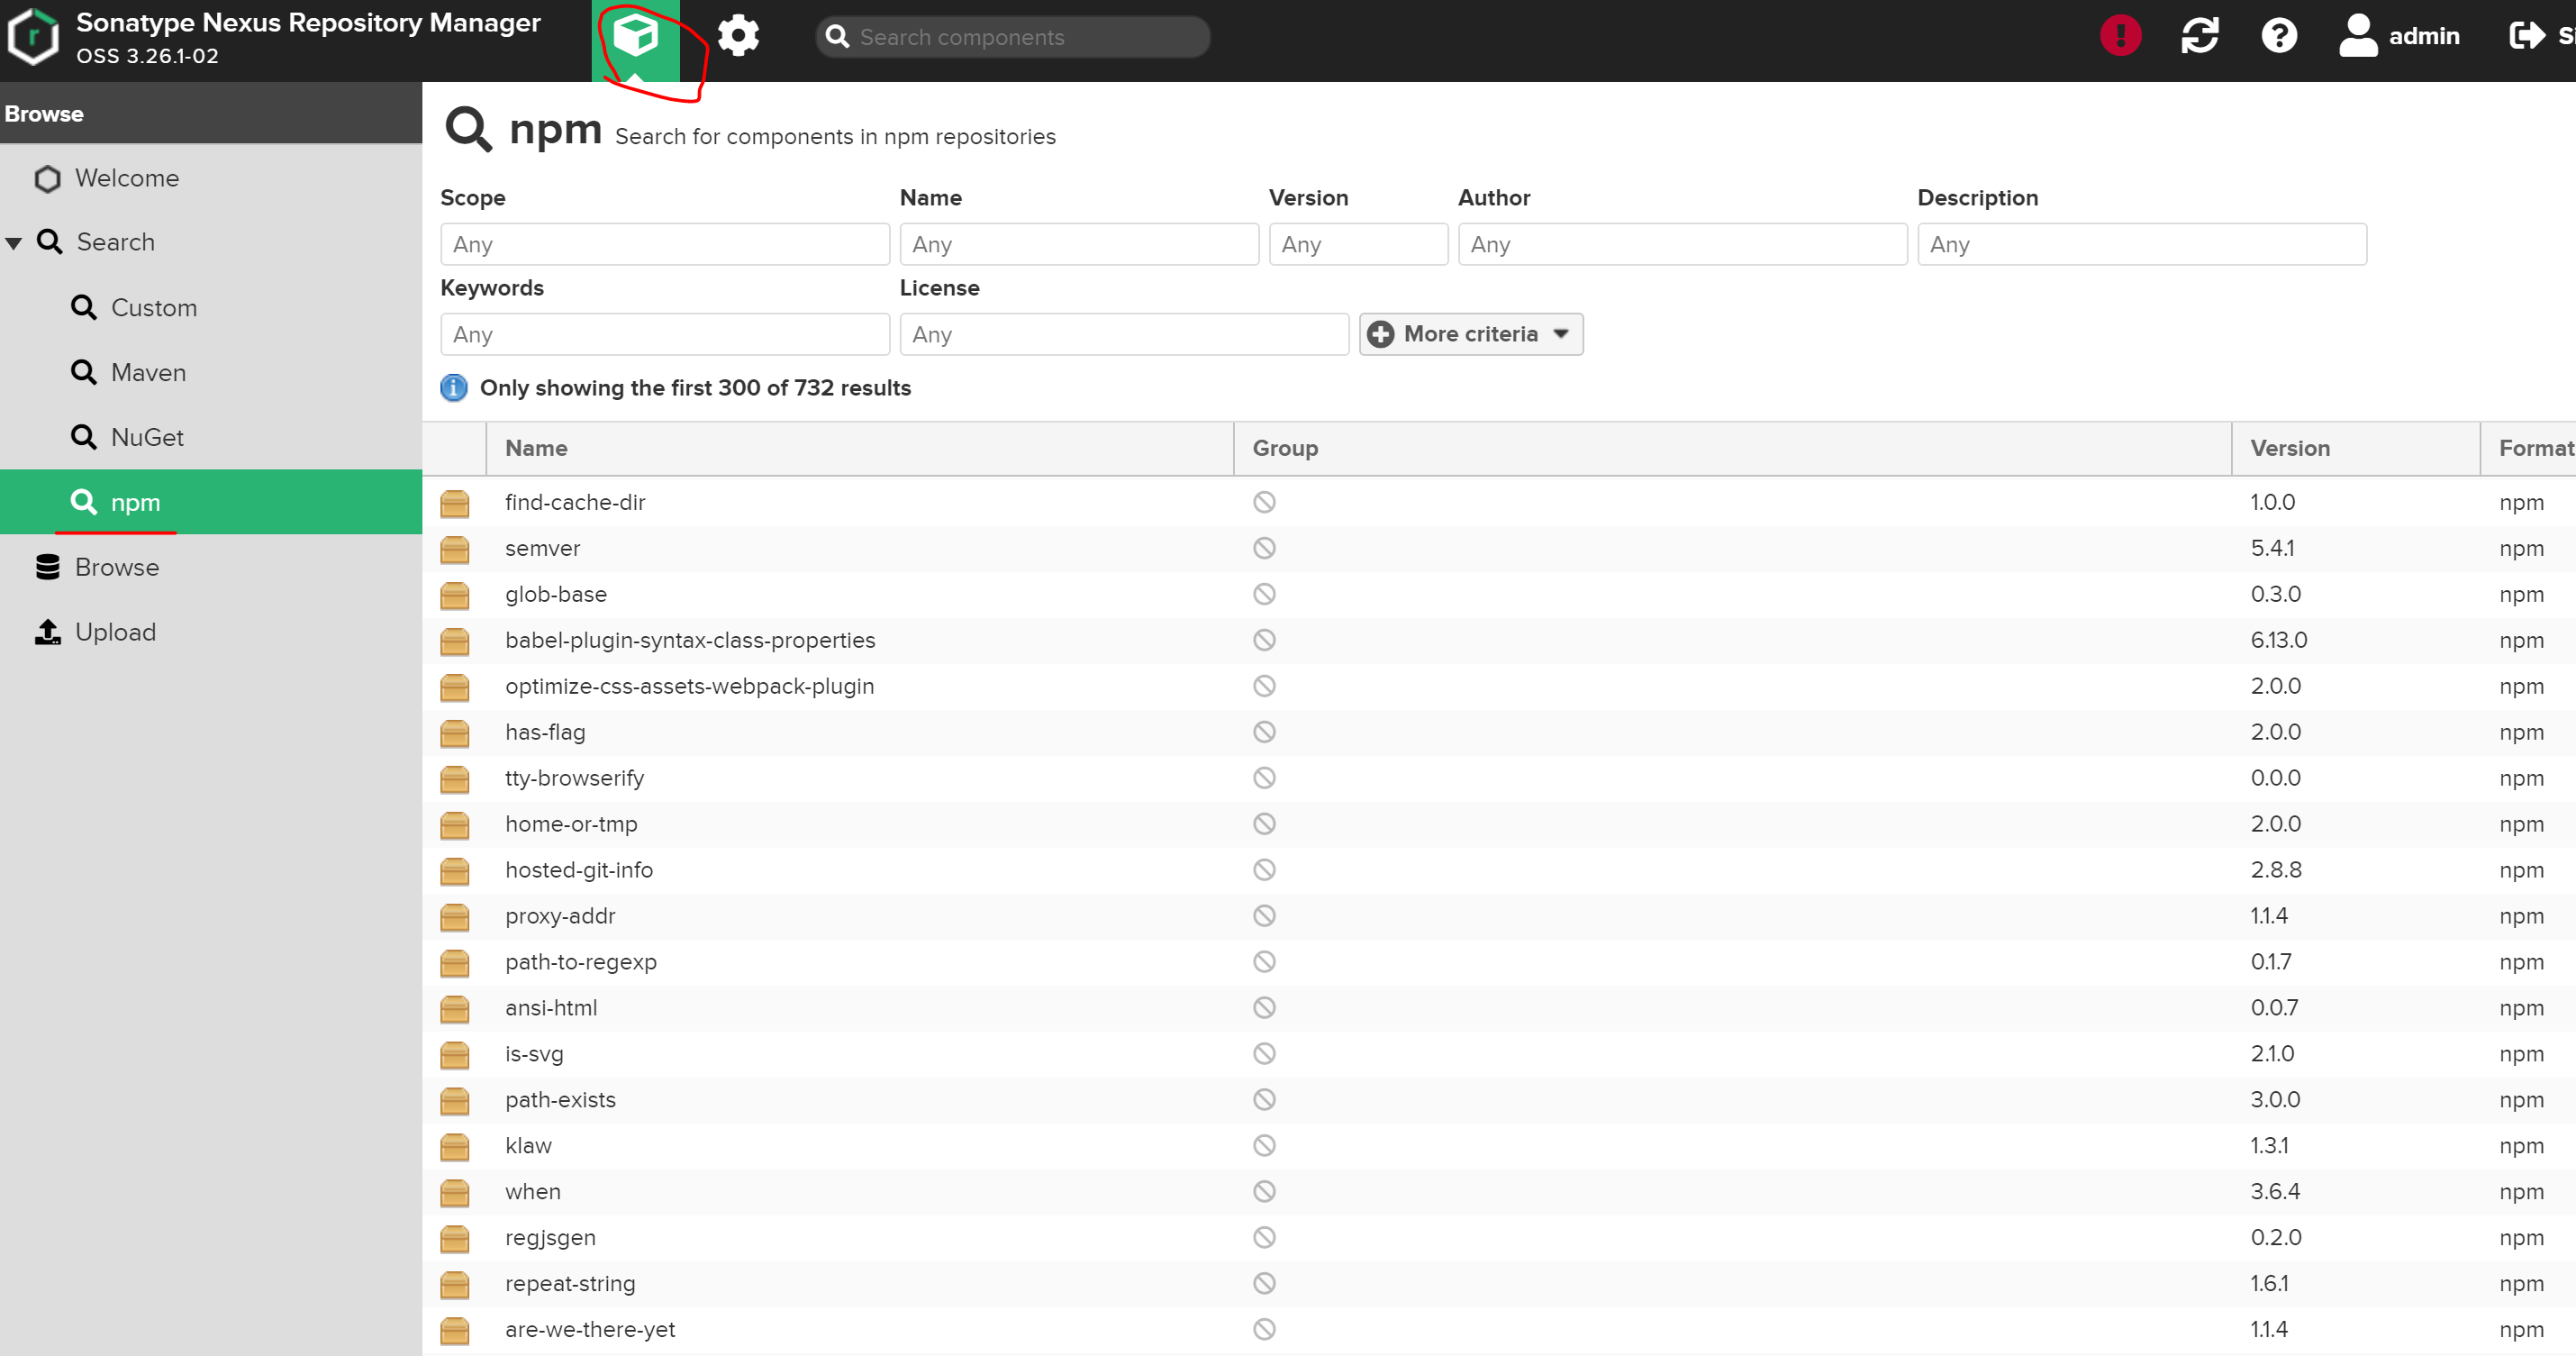 Sonatype Nexus Repository Manager
OSS 3.26.1-02
Search components
admin
Browse
Welcome
Search
Custom
Maven
NuGet
npm
Browse
Upload
npm Search for components in npm repositories
Scope Name Version Author Description
Any Any Any Any Any
Keywords License
Any Any More criteria
Only showing the first 300 of 732 results
Name Group Version Format
find-cache-dir 1.0.0 npm
semver 5.4.1 npm
glob-base 0.3.0 npm
babel-plugin-syntax-class-properties 6.13.0 npm
optimize-css-assets-webpack-plugin 2.0.0 npm
has-flag 2.0.0 npm
tty-browserify 0.0.0 npm
home-or-tmp 2.0.0 npm
hosted-git-info 2.8.8 npm
proxy-addr 1.1.4 npm
path-to-regexp 0.1.7 npm
ansi-html 0.0.7 npm
is-svg 2.1.0 npm
path-exists 3.0.0 npm
klaw 1.3.1 npm
when 3.6.4 npm
regjsgen 0.2.0 npm
repeat-string 1.6.1 npm
are-we-there-yet 1.1.4 npm